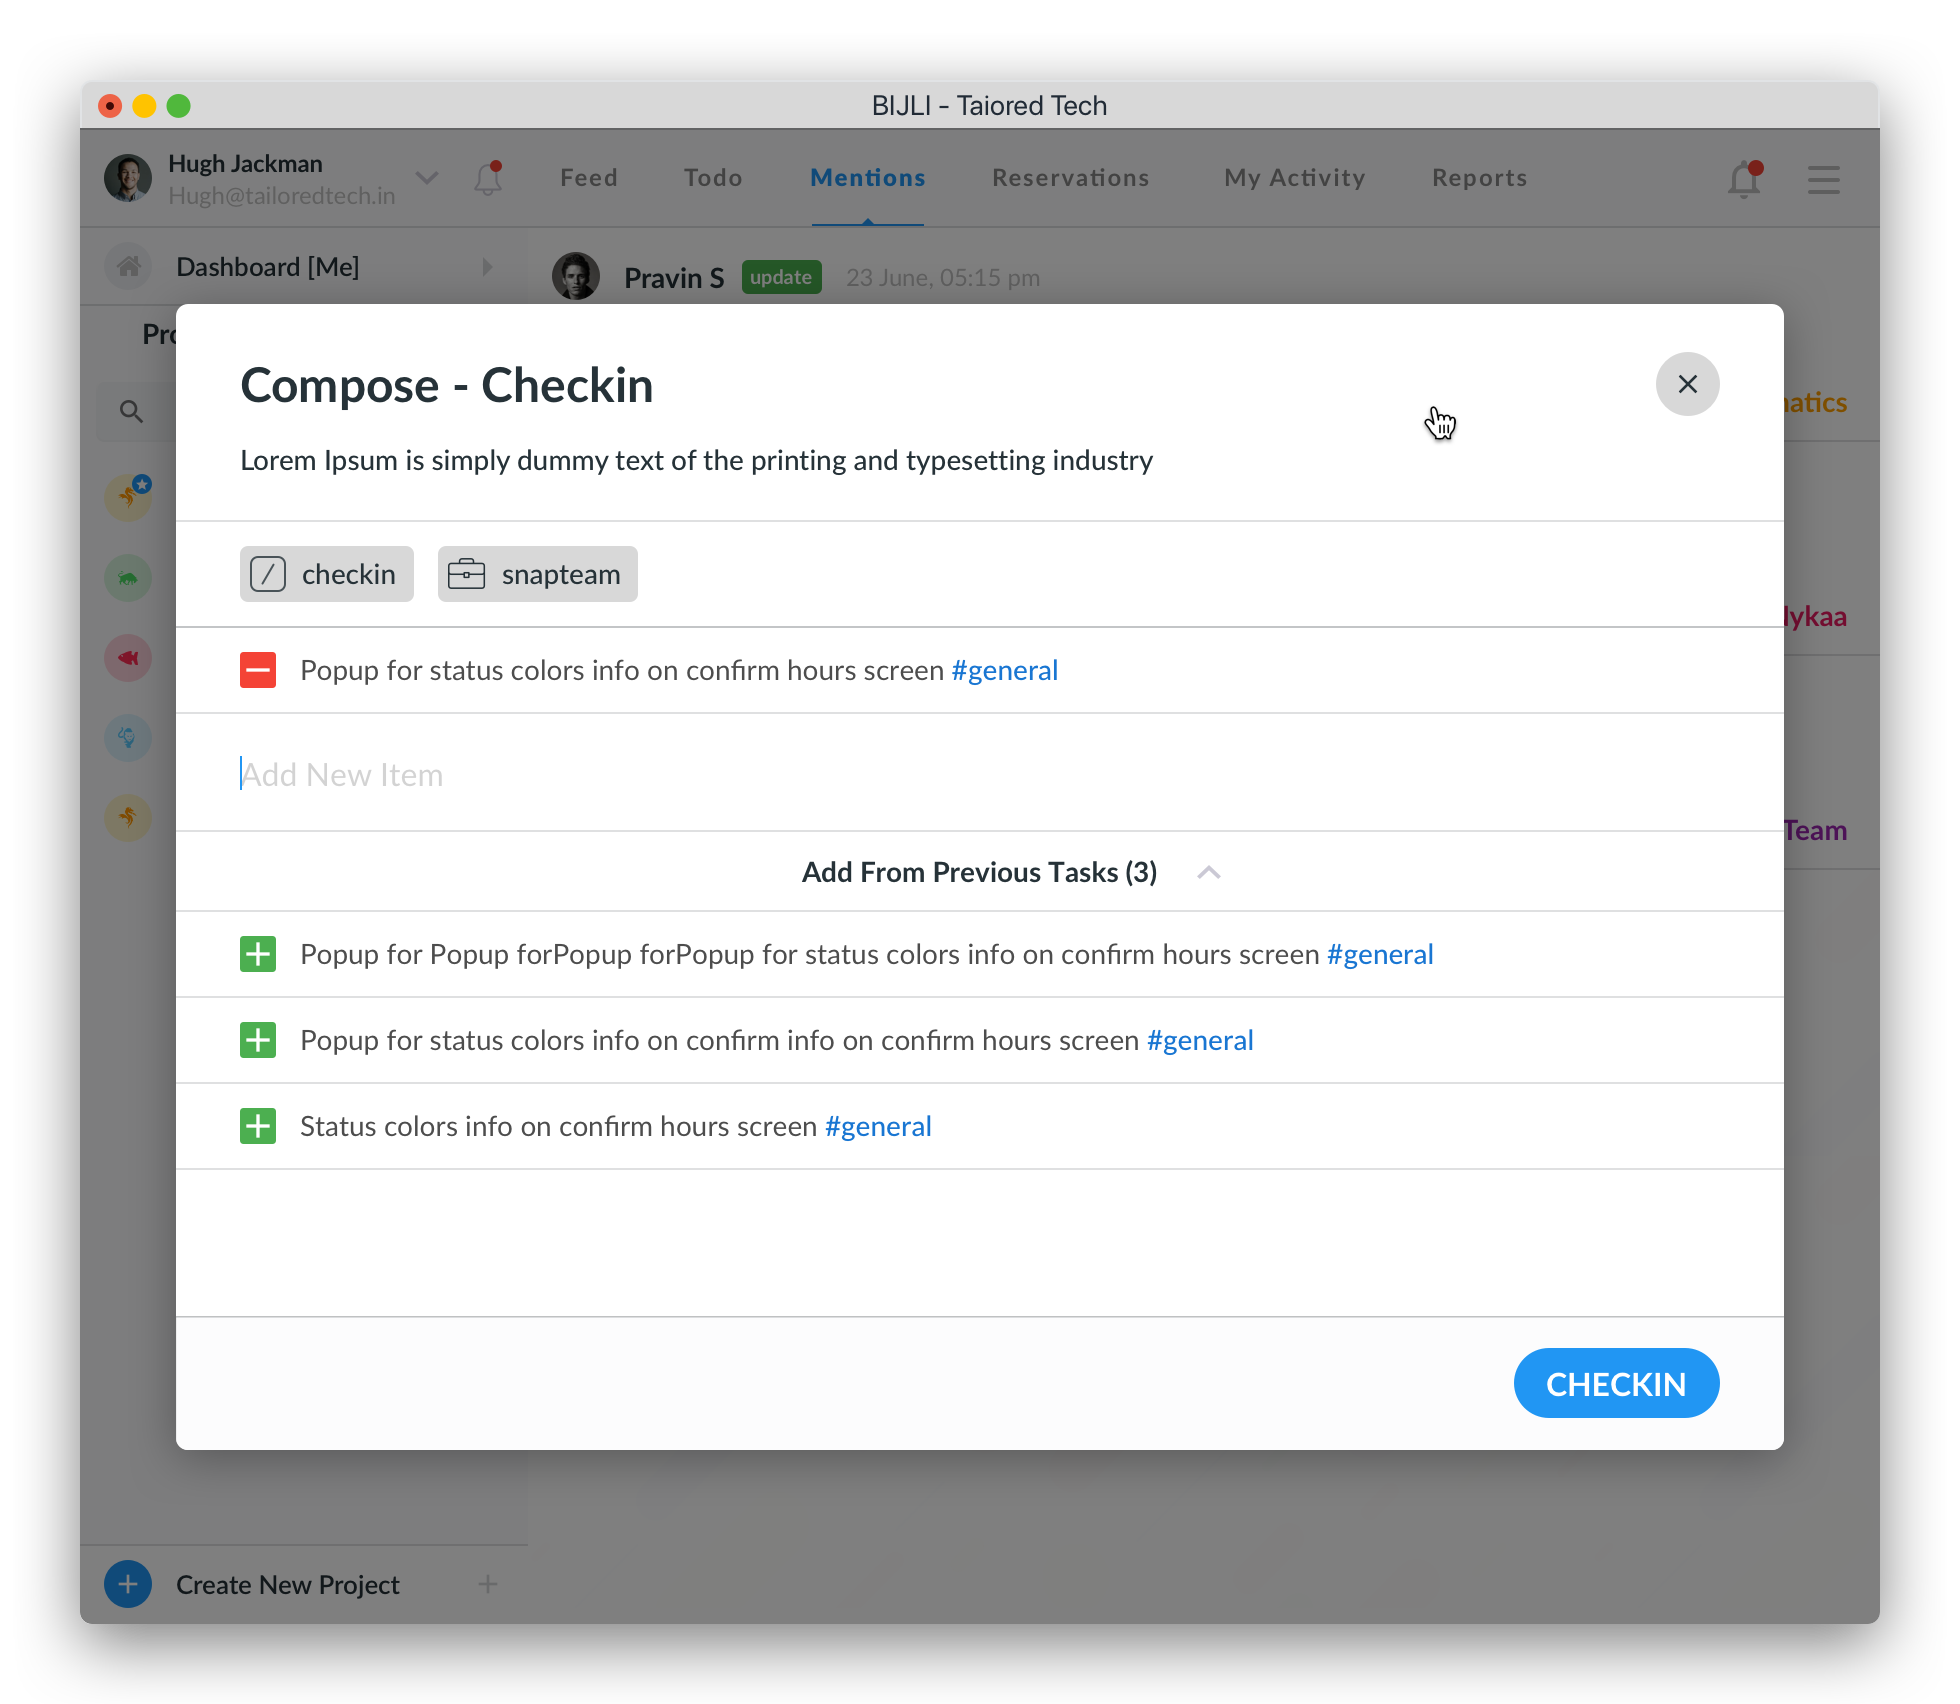 BIJLI - Taiored Tech
Hugh Jackman
Hugh@tailoredtech.in
Feed Todo Mentions Reservations My Activity Reports
Dashboard [Me]
Pravin S update 23 June, 05:15 pm
Compose - Checkin
Lorem Ipsum is simply dummy text of the printing and typesetting industry
checkin snapteam
Popup for status colors info on confirm hours screen #general
Add New Item
Team
Add From Previous Tasks (3)
Popup for Popup forPopup forPopup for status colors info on confirm hours screen #general
Popup for status colors info on confirm info on confirm hours screen #general
Status colors info on confirm hours screen #general
CHECKIN
Create New Project